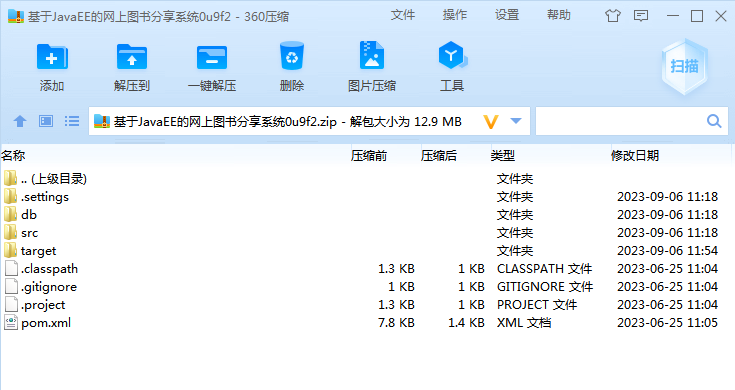 基于JavaEE的网上图书分享系统0u9f2 - 360压缩 文件 操作 设置 帮助
添加 解压到 一键解压 删除 图片压缩 工具 扫描
基于JavaEE的网上图书分享系统0u9f2.zip - 解包大小为 12.9 MB
名称 压缩前 压缩后 类型 修改日期
.. (上级目录) 文件夹
.settings 文件夹 2023-09-06 11:18
db 文件夹 2023-09-06 11:18
src 文件夹 2023-09-06 11:18
target 文件夹 2023-09-06 11:54
.classpath 1.3 KB 1 KB CLASSPATH 文件 2023-06-25 11:04
.gitignore 1 KB 1 KB GITIGNORE 文件 2023-06-25 11:04
.project 1.3 KB 1 KB PROJECT 文件 2023-06-25 11:04
pom.xml 7.8 KB 1.4 KB XML 文档 2023-06-25 11:05